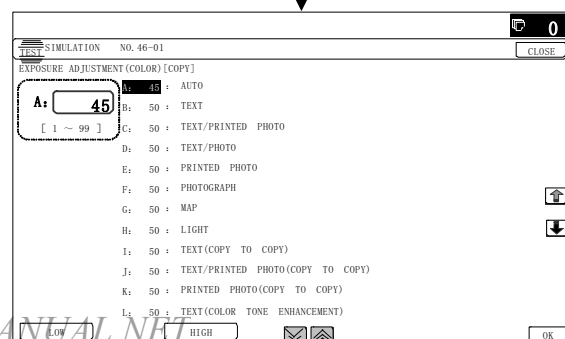 0
TEST SIMULATION NO. 46-01
CLOSE
EXPOSURE ADJUSTMENT(COLOR)[COPY]
A: 45
[ 1 ~ 99 ]
A: 45 : AUTO
B: 50 : TEXT
C: 50 : TEXT/PRINTED PHOTO
D: 50 : TEXT/PHOTO
E: 50 : PRINTED PHOTO
F: 50 : PHOTOGRAPH
G: 50 : MAP
H: 50 : LIGHT
I: 50 : TEXT(COPY TO COPY)
J: 50 : TEXT/PRINTED PHOTO(COPY TO COPY)
K: 50 : PRINTED PHOTO(COPY TO COPY)
L: 50 : TEXT(COLOR TONE ENHANCEMENT)
LOW
HIGH
OK
ANUAL NET